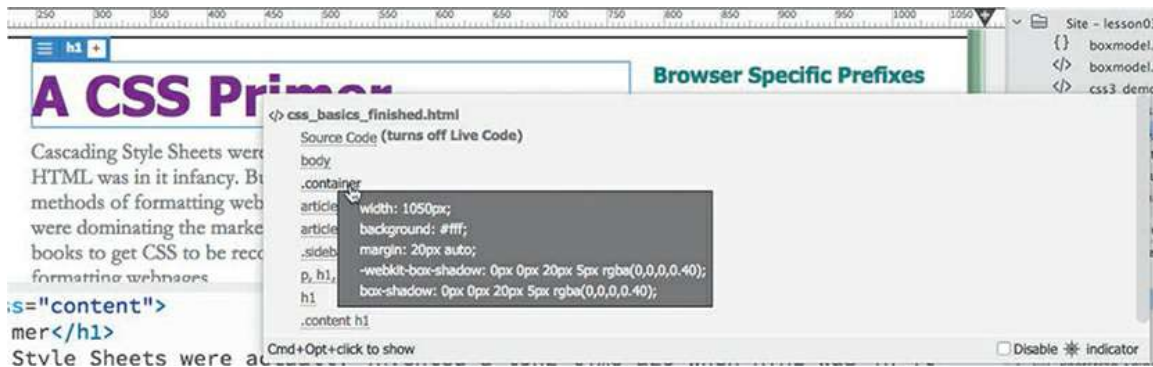 250 300 350 400 450 500 550 600 650 700 750 800 850 900 950 1000 1050
Site - lesson03
boxmodel.
boxmodel.
css3 demo
h1 +
A CSS Primer
Browser Specific Prefixes
Cascading Style Sheets were
HTML was in it infancy. Bu
methods of formatting web
were dominating the marke
books to get CSS to be reco
formatting webpages
</> css_basics_finished.html
Source Code (turns off Live Code)
body
.container
article
article
.sideb
p, h1,
h1
.content h1
width: 1050px;
background: #fff;
margin: 20px auto;
-webkit-box-shadow: 0px 0px 20px 5px rgba(0,0,0,0.40);
box-shadow: 0px 0px 20px 5px rgba(0,0,0,0.40);
Cmd+Opt+click to show
Disable indicator
ss="content">
mer</h1>
Style Sheets were